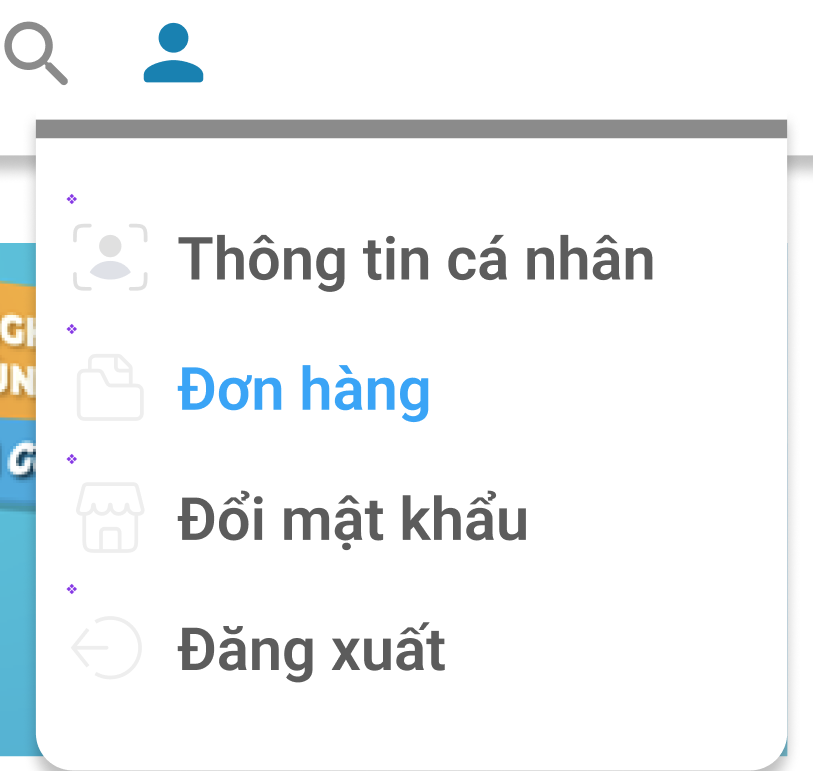 Thông tin cá nhân
Đơn hàng
Đổi mật khẩu
Đăng xuất